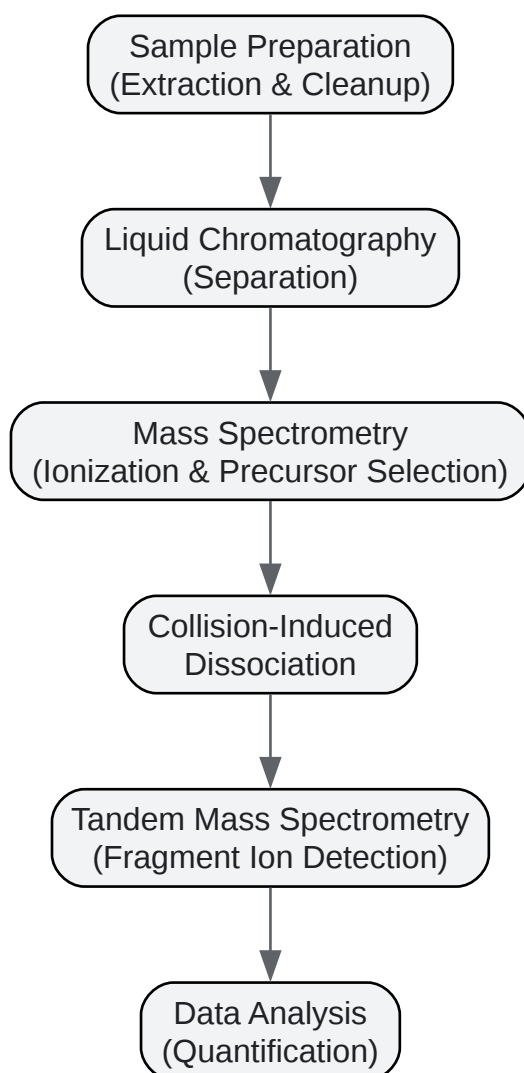 Sample Preparation
(Extraction & Cleanup)
Liquid Chromatography
(Separation)
Mass Spectrometry
(Ionization & Precursor Selection)
Collision-Induced
Dissociation
Tandem Mass Spectrometry
(Fragment Ion Detection)
Data Analysis
(Quantification)